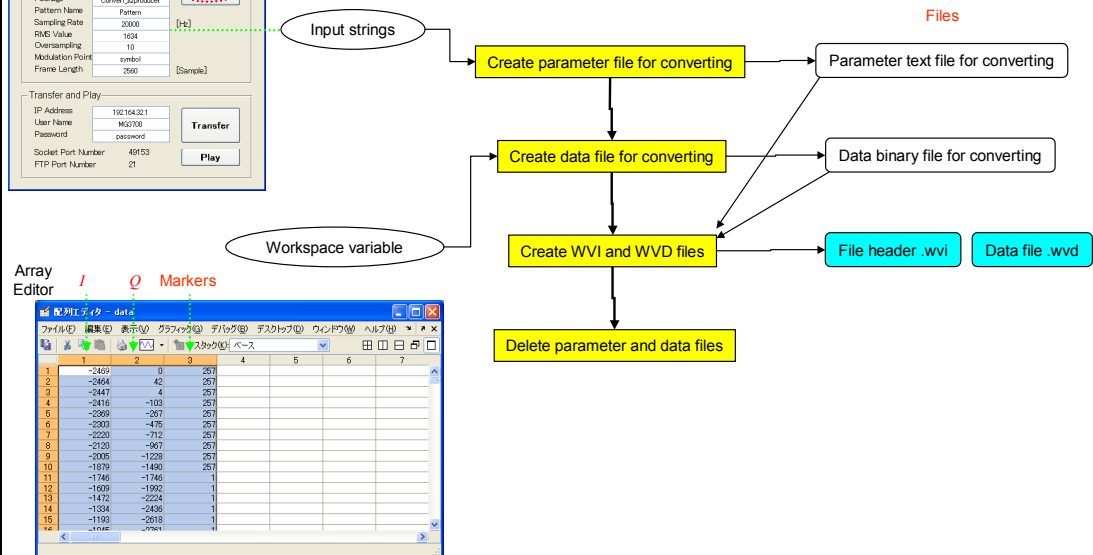 Pattern Name Pattern
Sampling Rate 20000 [Hz]
RMS Value 1634
Oversampling 10
Modulation Point symbol
Frame Length 2560 [Sample]
Transfer and Play
IP Address 192.164.32.1
User Name MG3700
Password password
Transfer
Socket Port Number 49153
FTP Port Number 21
Play
Files
Input strings
Create parameter file for converting
Parameter text file for converting
Create data file for converting
Data binary file for converting
Workspace variable
Create WVI and WVD files
File header .wvi
Data file .wvd
Delete parameter and data files
Array
Editor
I Q Markers
配列エディタ - data
ファイル(F) 編集(E) 表示(V) グラフィック(G) デバッグ(B) デスクトップ(D) ウィンドウ(W) ヘルプ(H)
スタック(K): ベース
1 2 3 4 5 6 7
1 -2469 0 257
2 -2464 42 257
3 -2447 4 257
4 -2416 -103 257
5 -2369 -267 257
6 -2303 -475 257
7 -2220 -712 257
8 -2120 -967 257
9 -2005 -1228 257
10 -1879 -1490 257
11 -1746 -1746 1
12 -1609 -1992 1
13 -1472 -2224 1
14 -1334 -2436 1
15 -1193 -2618 1
16 -1045 -2761 1